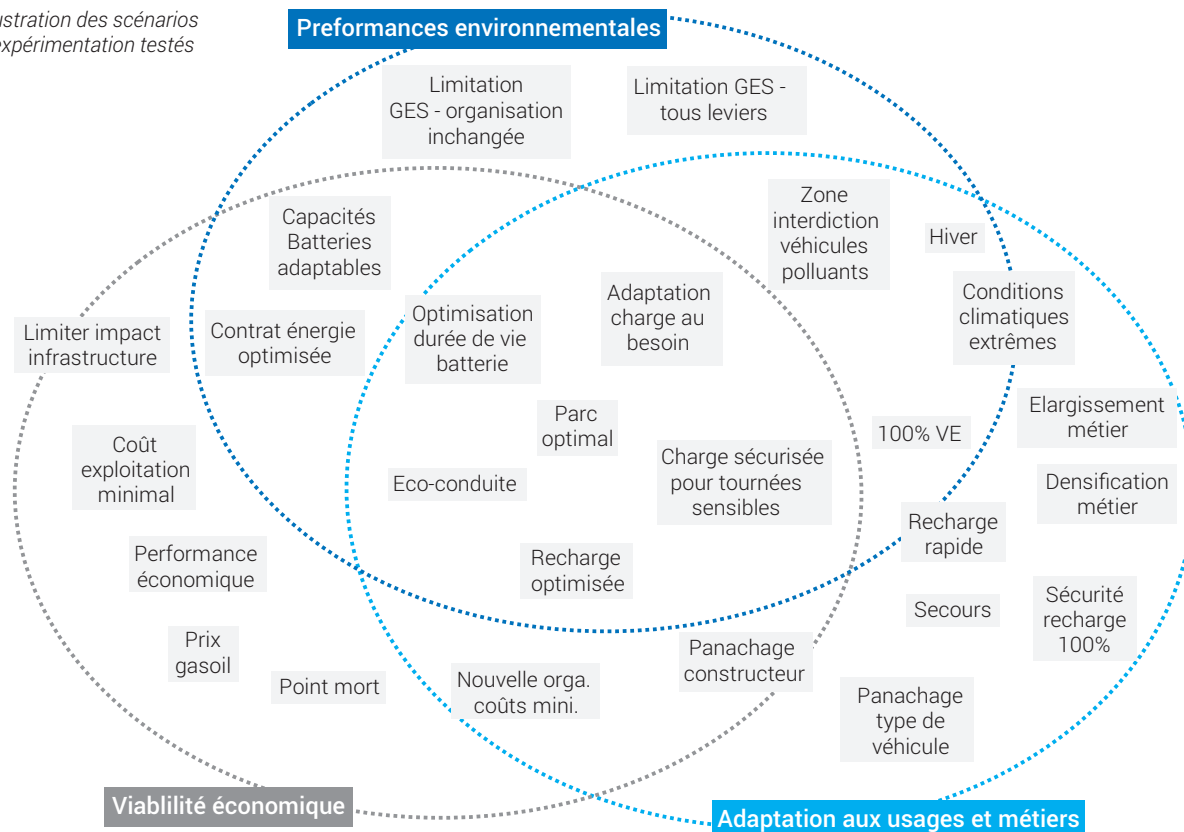 ustration des scénarios
expérimentation testés
Preformances environnementales
Limitation
GES - organisation
inchangée
Limitation GES -
tous leviers
Capacités
Batteries
adaptables
Zone
interdiction
véhicules
polluants
Hiver
Limiter impact
infrastructure
Contrat énergie
optimisée
Optimisation
durée de vie
batterie
Adaptation
charge au
besoin
Conditions
climatiques
extrêmes
Parc
optimal
100% VE
Elargissement
métier
Coût
exploitation
minimal
Eco-conduite
Charge sécurisée
pour tournées
sensibles
Densification
métier
Performance
économique
Recharge
optimisée
Recharge
rapide
Secours
Sécurité
recharge
100%
Prix
gasoil
Point mort
Nouvelle orga.
coûts mini.
Panachage
constructeur
Panachage
type de
véhicule
Viablilité économique
Adaptation aux usages et métiers